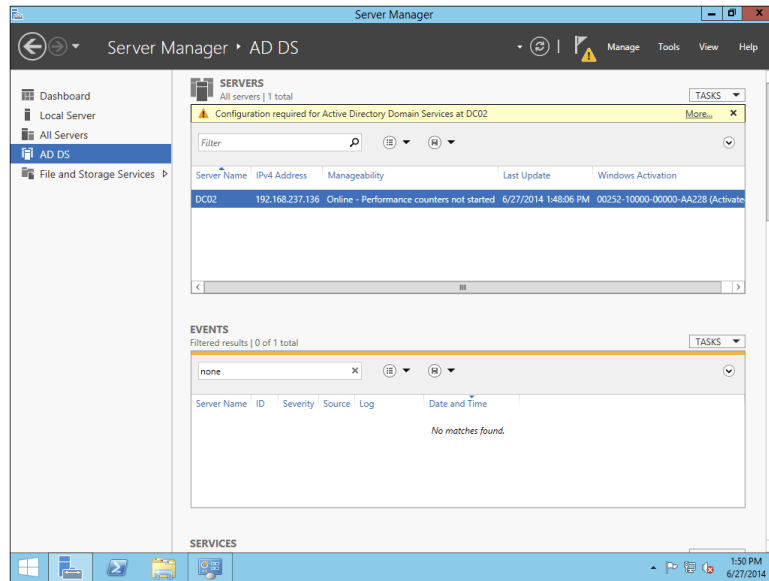 Server Manager
Server Manager ‣ AD DS
Manage Tools View Help
Dashboard
Local Server
All Servers
AD DS
File and Storage Services
SERVERS
All servers | 1 total
TASKS
Configuration required for Active Directory Domain Services at DC02
More...
Filter
Server Name IPv4 Address Manageability Last Update Windows Activation
DC02 192.168.237.136 Online - Performance counters not started 6/27/2014 1:48:06 PM 00252-10000-00000-AA228 (Activate
EVENTS
Filtered results | 0 of 1 total
TASKS
none
Server Name ID Severity Source Log Date and Time
No matches found.
SERVICES
1:50 PM
6/27/2014